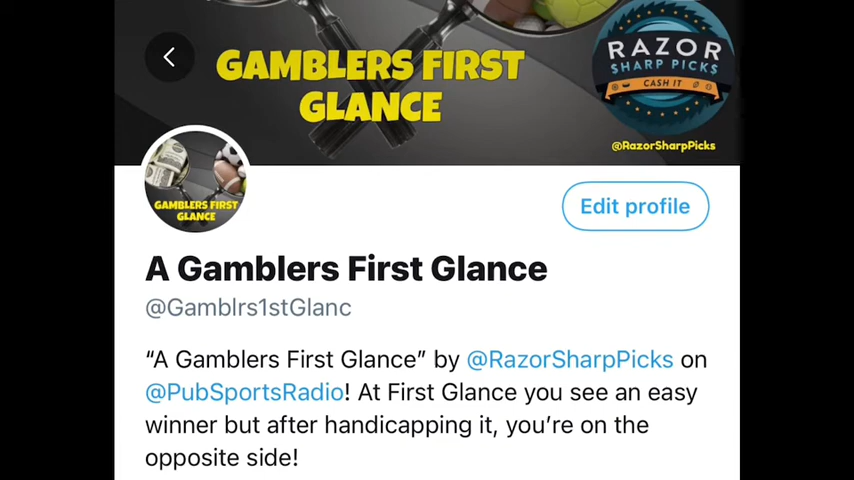 GAMBLERS FIRST
GLANCE
RAZOR
SHARP PICKS
CASH IT
@RazorSharpPicks
GAMBLERS FIRST
GLANCE
Edit profile
A Gamblers First Glance
@Gamblrs1stGlanc
“A Gamblers First Glance” by @RazorSharpPicks on
@PubSportsRadio! At First Glance you see an easy
winner but after handicapping it, you’re on the
opposite side!